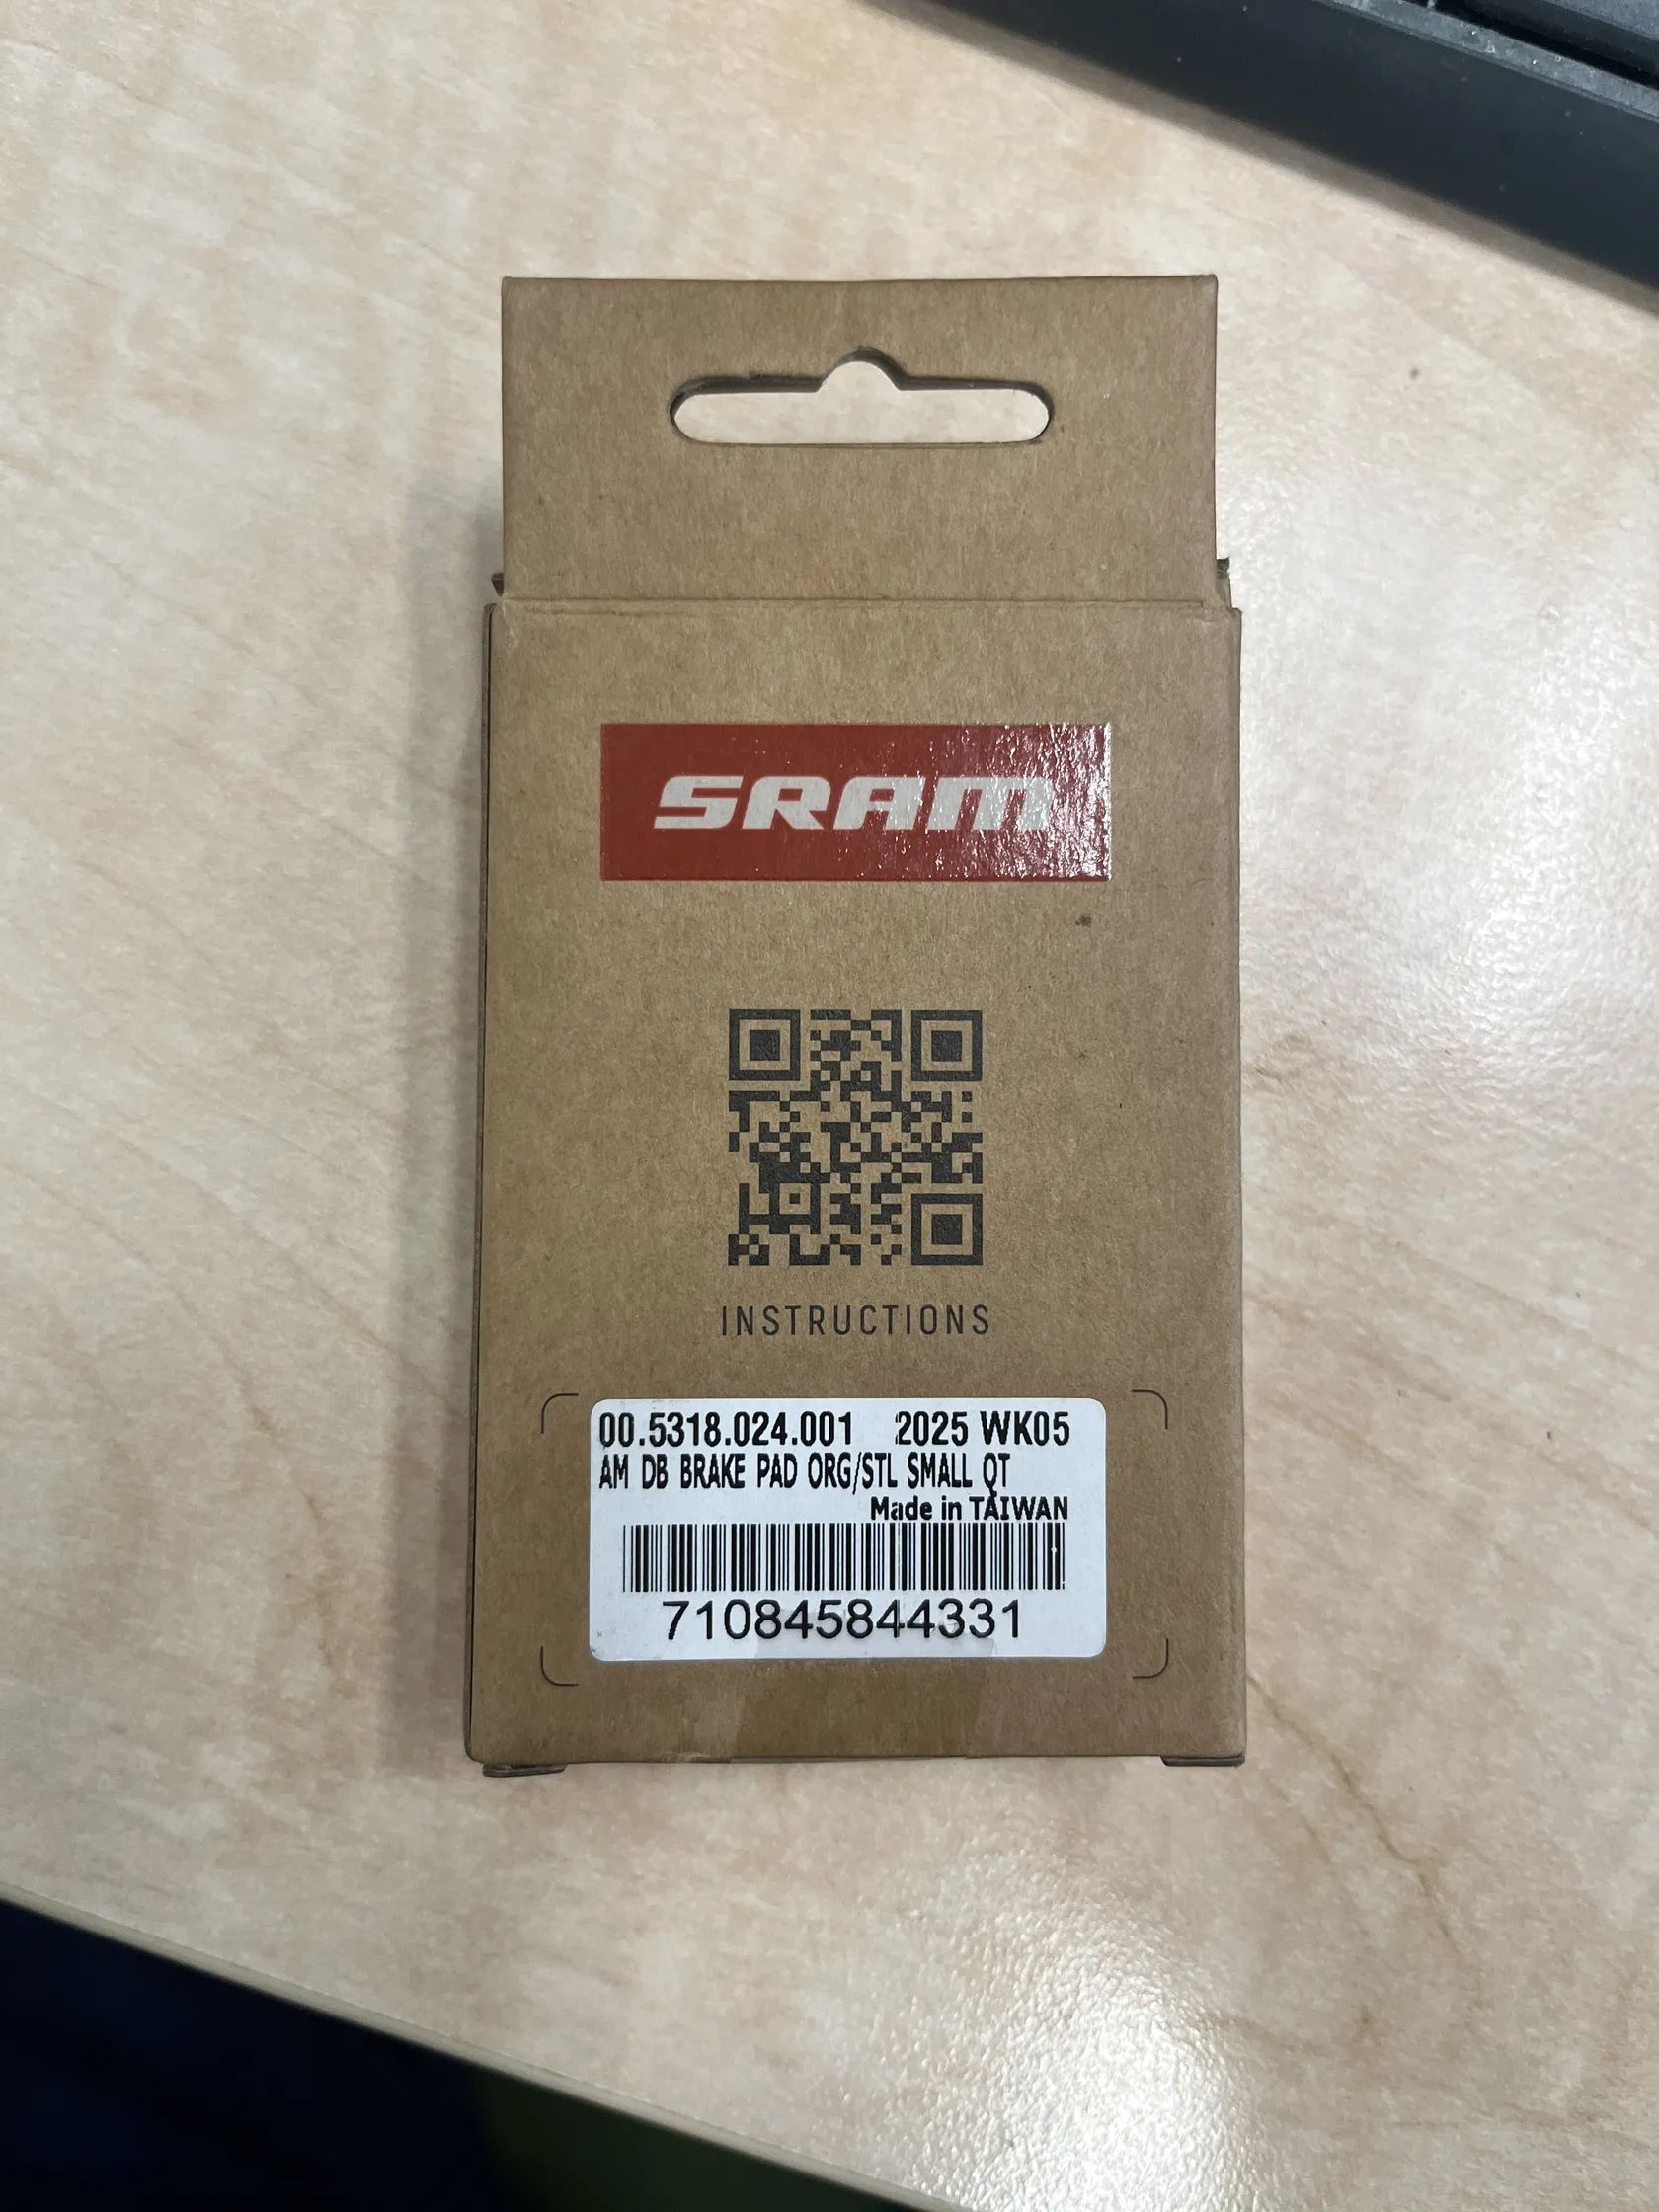 SRAM
INSTRUCTIONS
00.5318.024.001 2025 WK05
AM DB BRAKE PAD ORG/STL SMALL QT
Made in TAIWAN
710845844331